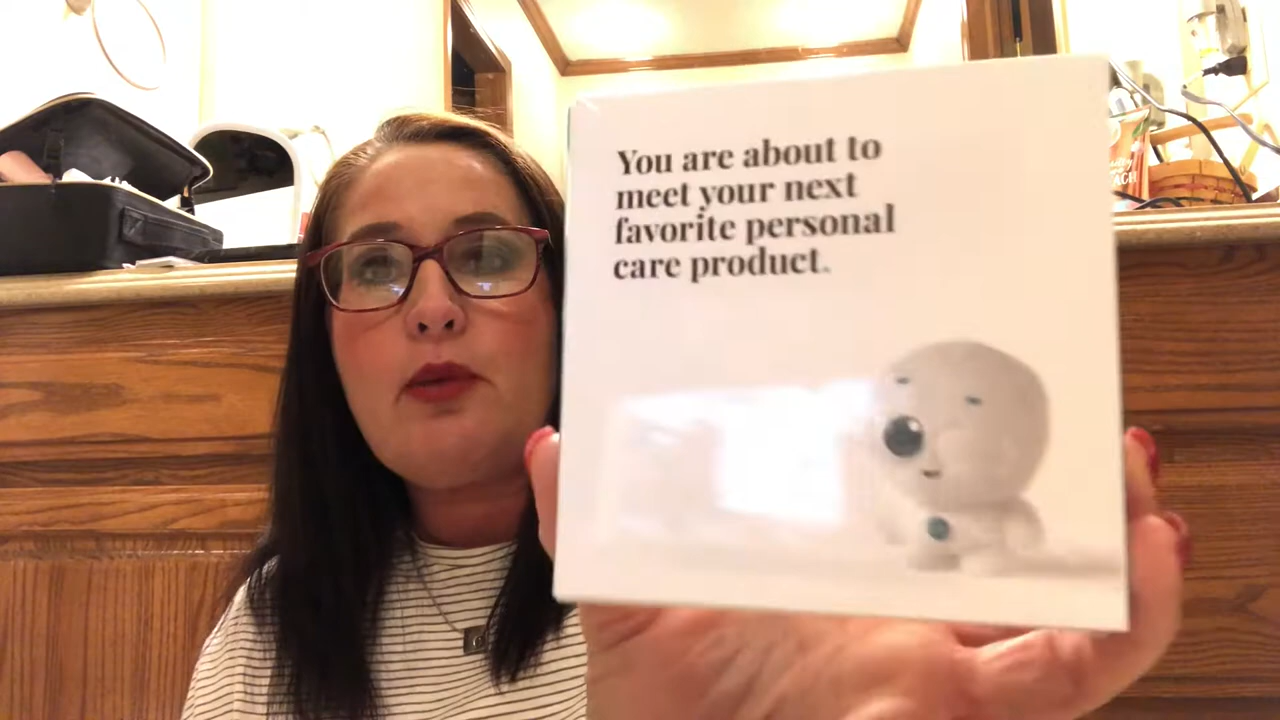 You are about to
meet your next
favorite personal
care product.